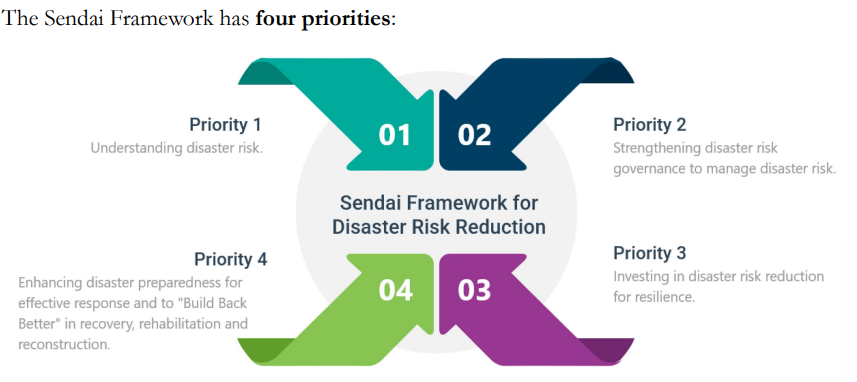 The Sendai Framework has four priorities:
Priority 1
Understanding disaster risk.
01
02
Priority 2
Strengthening disaster risk
governance to manage disaster risk.
Sendai Framework for
Disaster Risk Reduction
Priority 3
Investing in disaster risk reduction
for resilience.
03
04
Priority 4
Enhancing disaster preparedness for
effective response and to "Build Back
Better" in recovery, rehabilitation and
reconstruction.